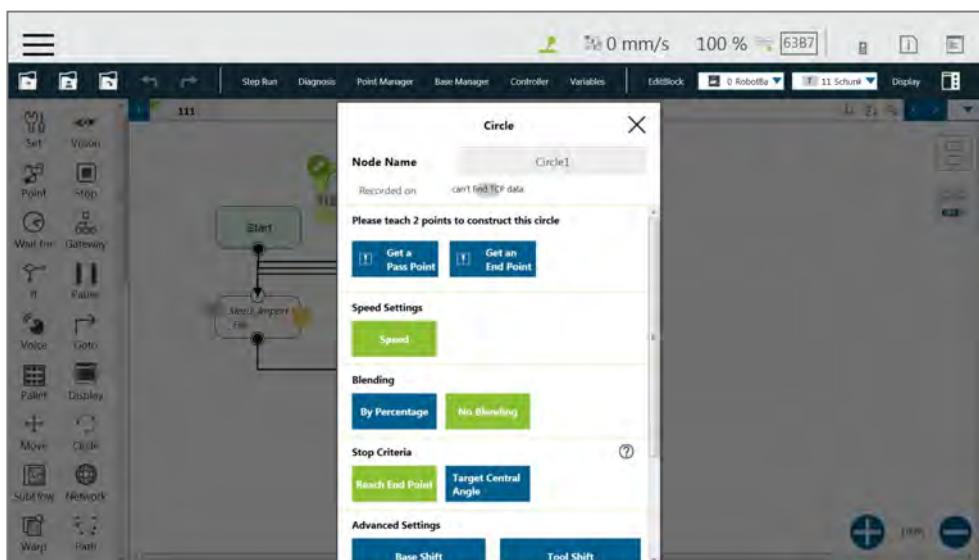 0 mm/s 100 % 63B7
Step Run Diagnosis Point Manager Base Manager Controller Variables EditBlock 0 RobotBa 11 Schunk Display
111
Circle
Node Name Circle1
Recorded on can't find TCP data
Please teach 2 points to construct this circle
Get a
Pass Point
Get an
End Point
Speed Settings
Speed
Blending
By Percentage No Blending
Stop Criteria
Reach End Point
Target Central
Angle
Advanced Settings
Base Shift Tool Shift
Set Vision
Point Stop
Wait for Gateway
If Pause
Voice Goto
Pallet Display
Move Circle
Subflow Network
Warp Path
Start